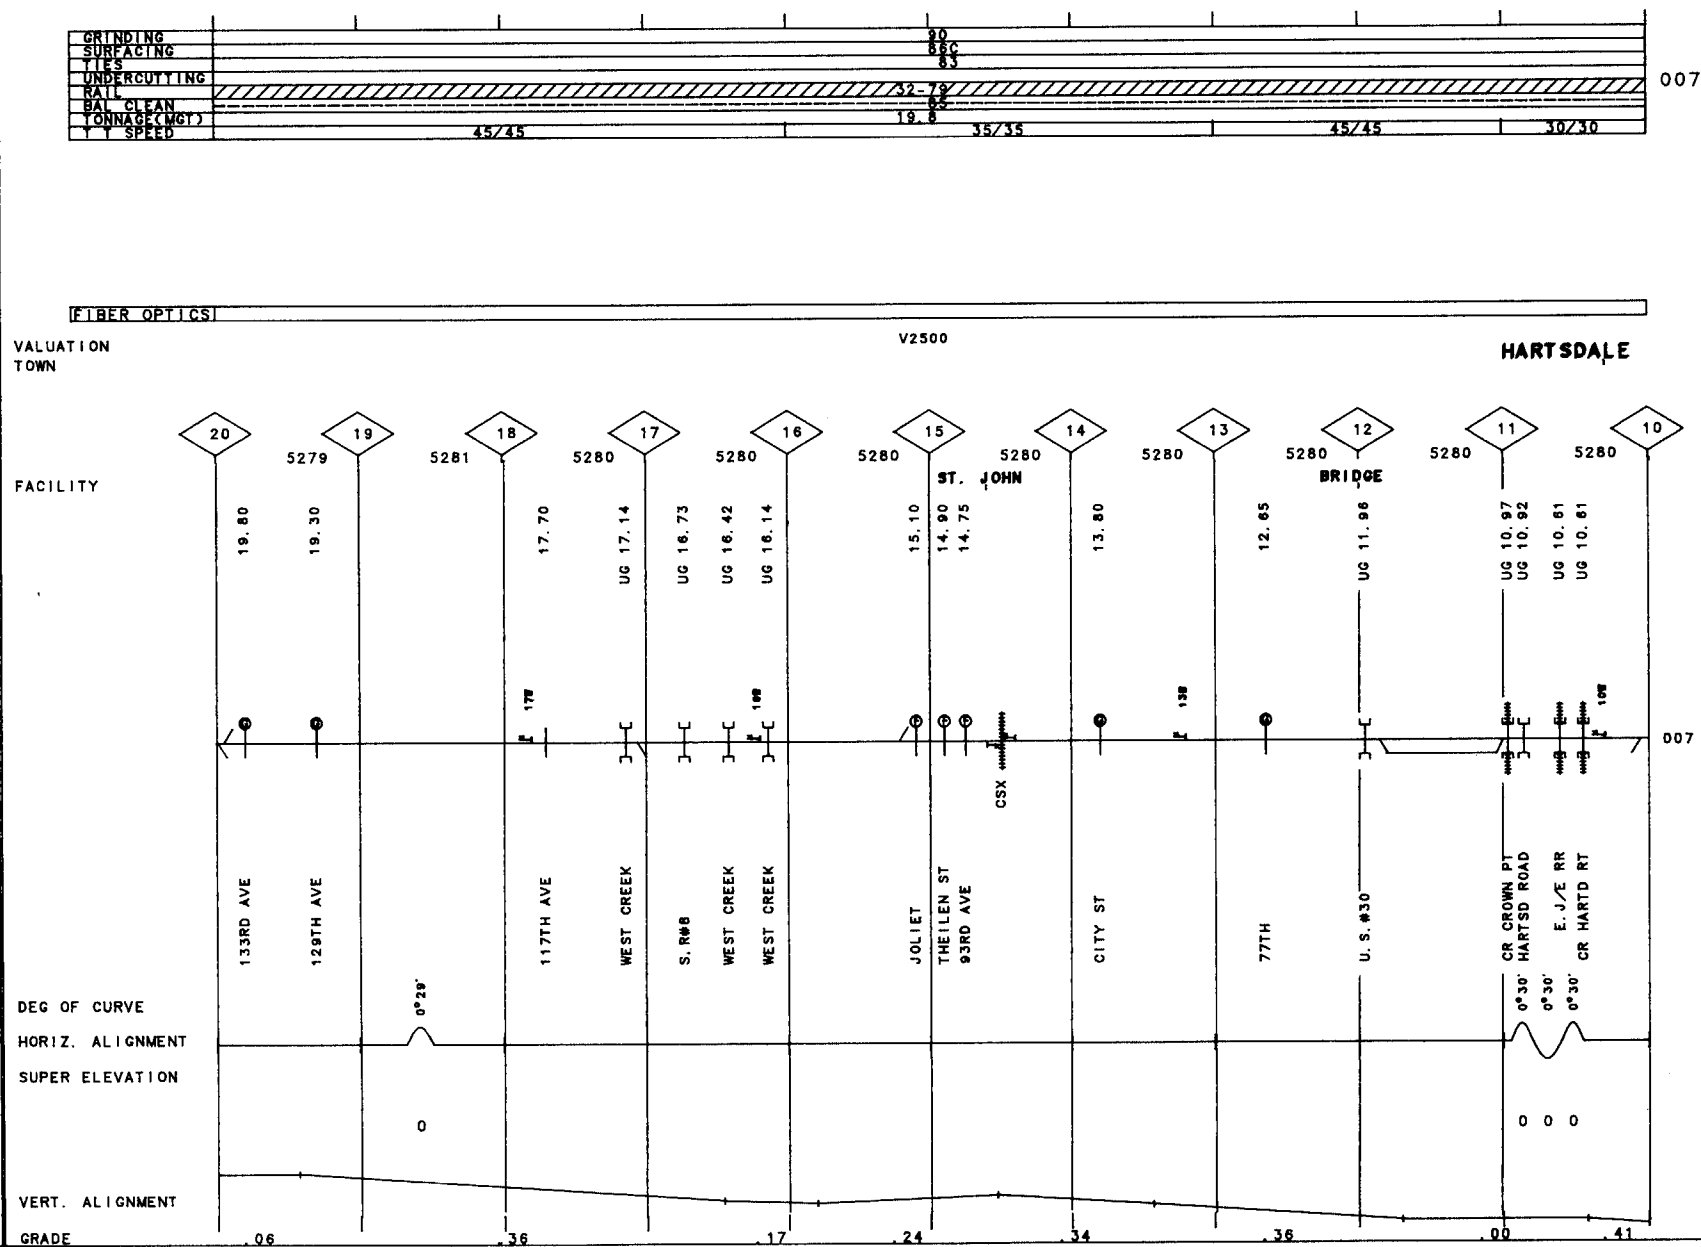 GRINDING 90
SURFACING 86C
TIES 83
UNDERCUTTING
RAIL 32-79 007
BAL CLEAN 85
TONNAGE(MGT) 19.8
T T SPEED 45/45 35/35 45/45 30/30
FIBER OPTICS
VALUATION V2500
TOWN HARTSDALE
20 19 18 17 16 15 14 13 12 11 10
5279 5281 5280 5280 5280 5280 5280 5280 5280 5280
FACILITY ST. JOHN BRIDGE
19.80 19.30 17.70 UG 17.14 UG 16.73 UG 16.42 UG 16.14 15.10 14.90 14.75 13.80 12.65 UG 11.96 UG 10.97 UG 10.92 UG 10.61 UG 10.61
007
CSX
133RD AVE
129TH AVE
117TH AVE
WEST CREEK
S.R#8
WEST CREEK
WEST CREEK
JOLIET
THEILEN ST
93RD AVE
CITY ST
77TH
U.S.#30
CR CROWN PT
HARTSD ROAD
E.J/E RR
CR HARTD RT
DEG OF CURVE 0°29' 0°30' 0°30' 0°30'
HORIZ. ALIGNMENT
SUPER ELEVATION
0 0 0 0
VERT. ALIGNMENT
GRADE .06 .36 .17 .24 .34 .36 .00 .41